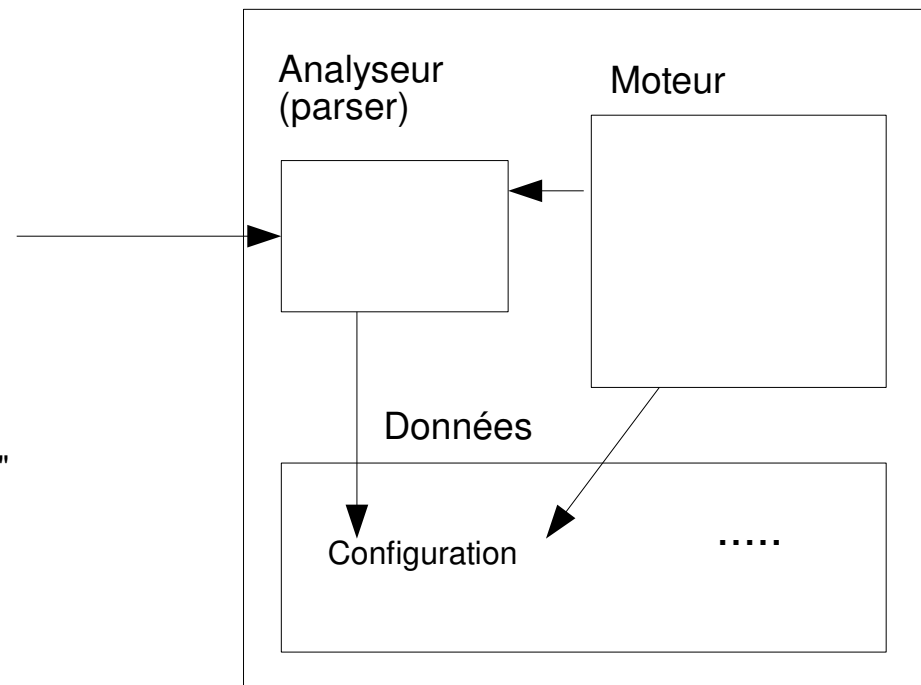 Analyseur
(parser)
Moteur
Données
"
Configuration
.....